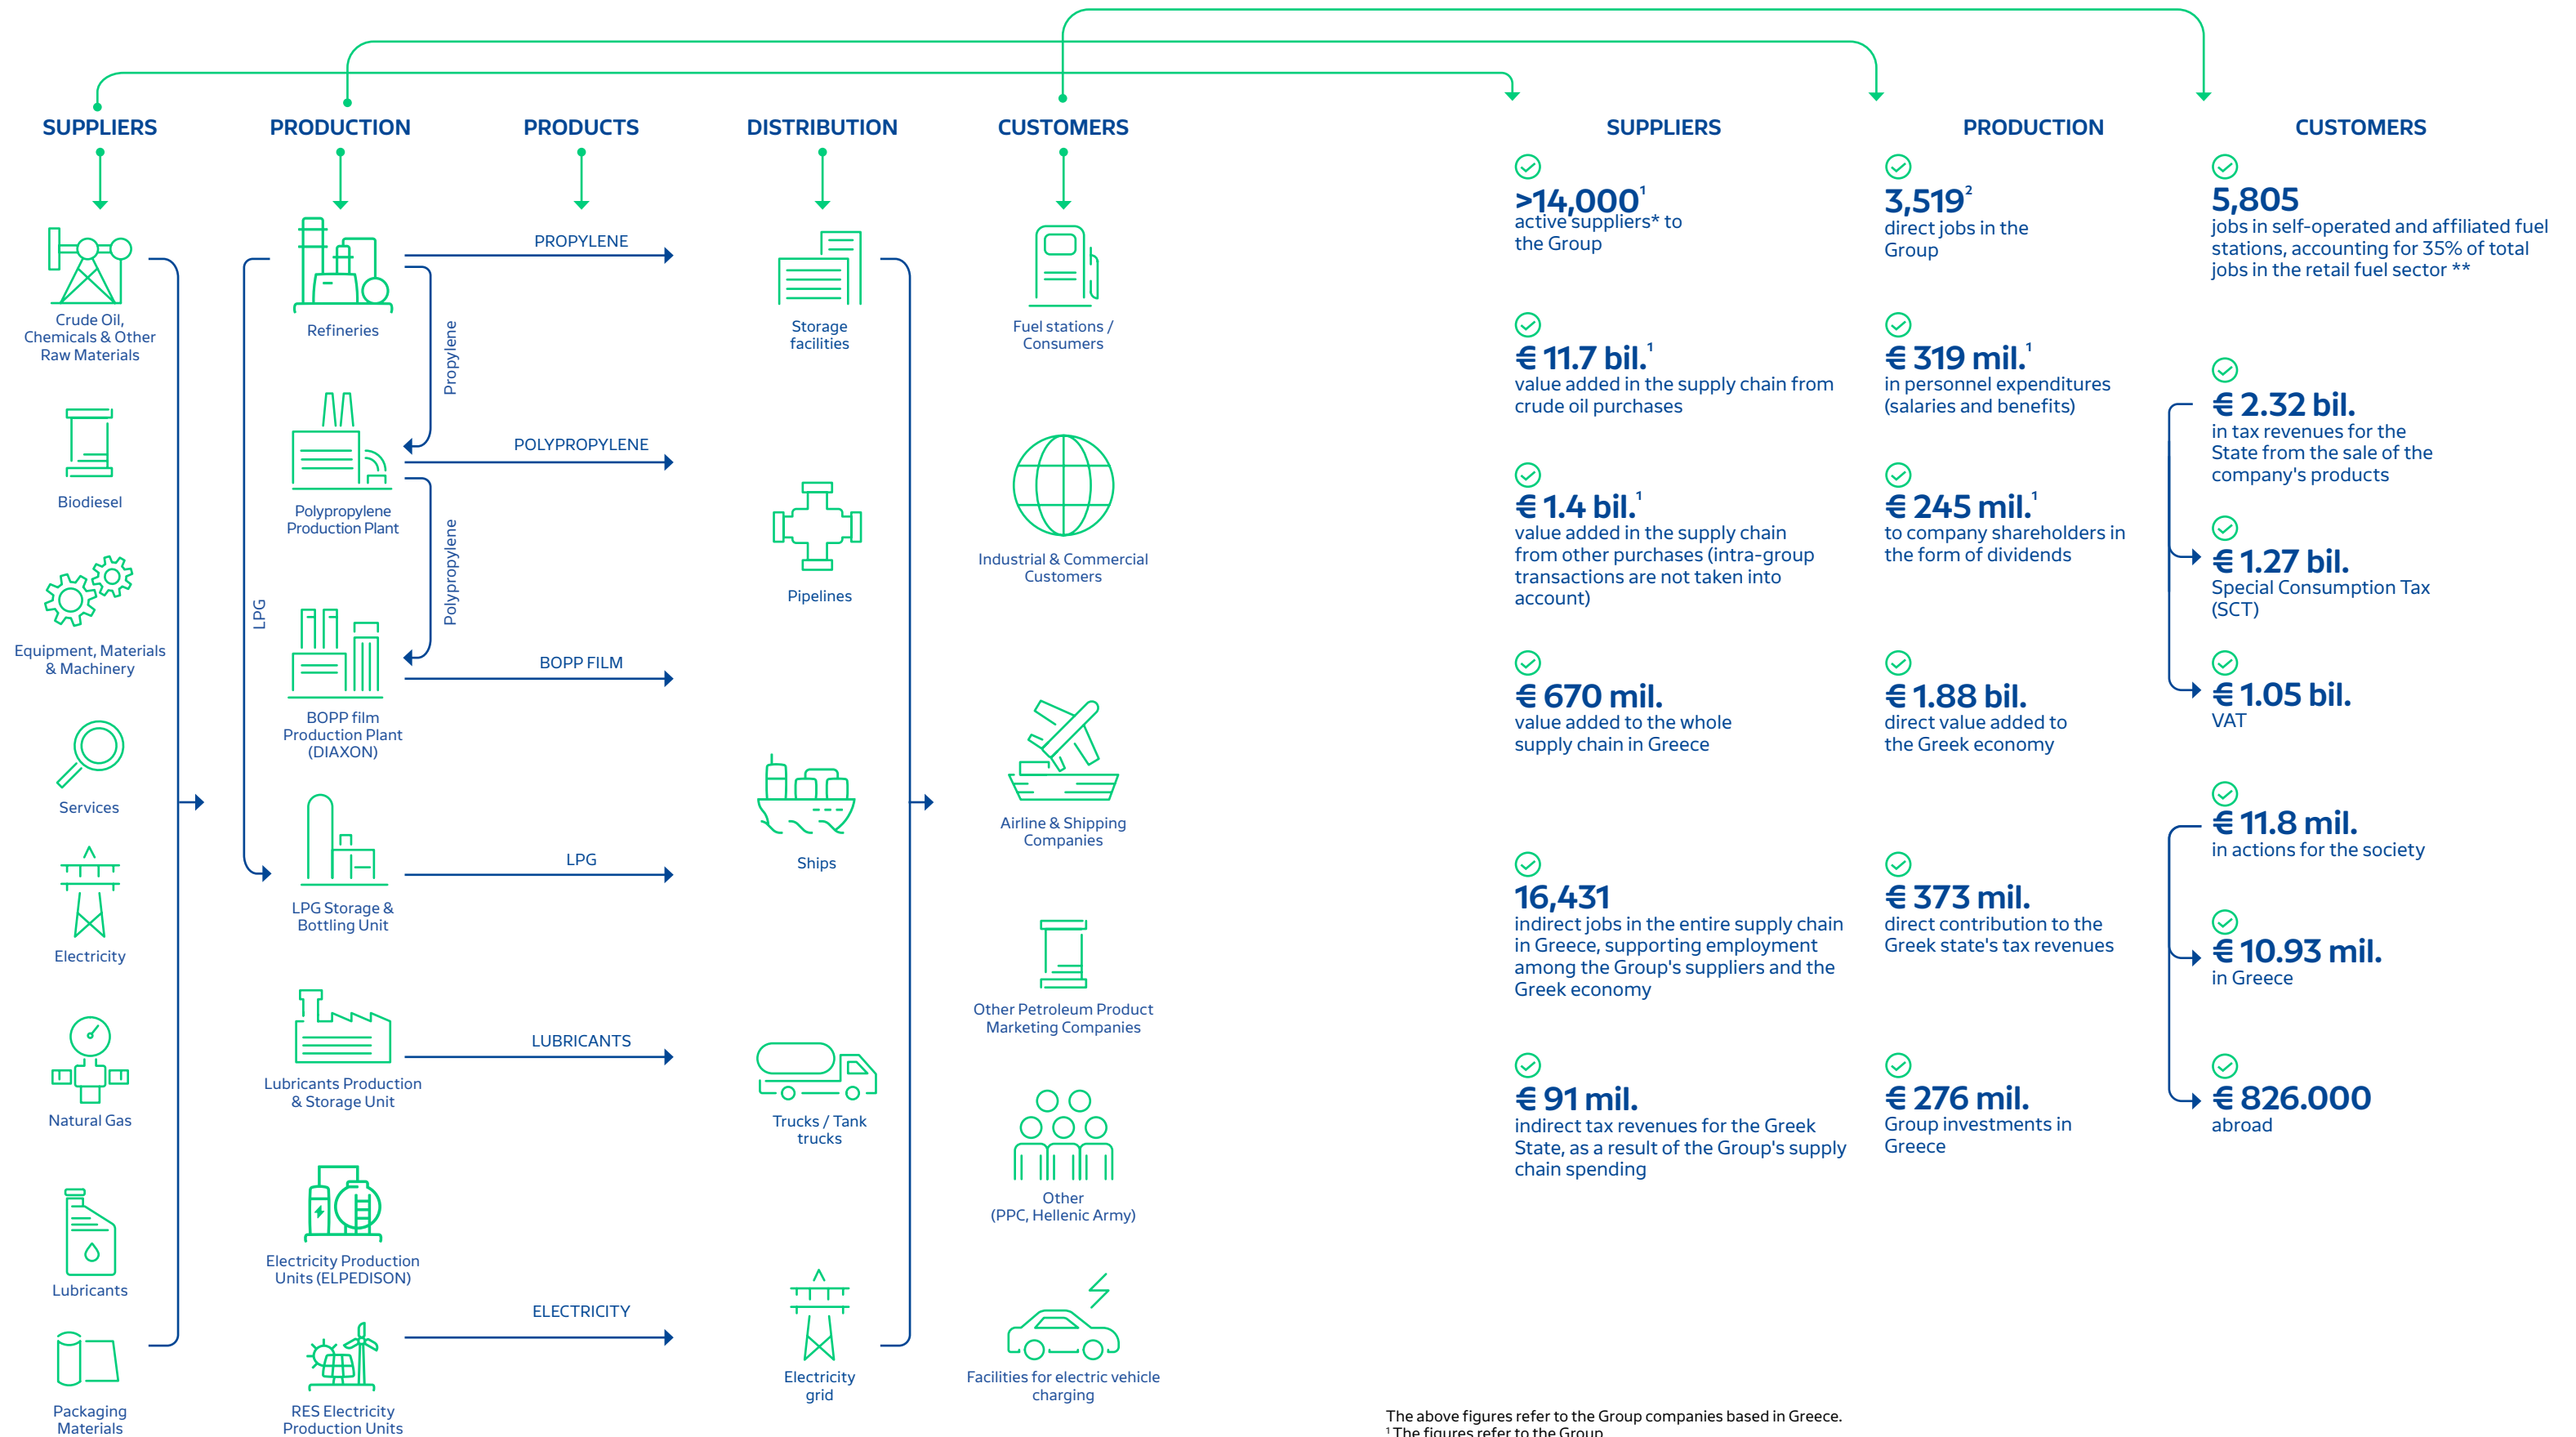 SUPPLIERS
Crude Oil,
Chemicals & Other
Raw Materials
Biodiesel
Equipment, Materials
& Machinery
Services
Electricity
Natural Gas
Lubricants
Packaging
Materials
PRODUCTION
Refineries
Polypropylene
Production Plant
BOPP film
Production Plant
(DIAXON)
LPG Storage &
Bottling Unit
Lubricants Production
& Storage Unit
Electricity Production
Units (ELPEDISON)
RES Electricity
Production Units
LPG
Propylene
Polypropylene
PRODUCTS
PROPYLENE
POLYPROPYLENE
BOPP FILM
LPG
LUBRICANTS
ELECTRICITY
DISTRIBUTION
Storage
facilities
Pipelines
Ships
Trucks / Tank
trucks
Electricity
grid
CUSTOMERS
Fuel stations /
Consumers
Industrial & Commercial
Customers
Airline & Shipping
Companies
Other Petroleum Product
Marketing Companies
Other
(PPC, Hellenic Army)
Facilities for electric vehicle
charging
SUPPLIERS
>14,000¹
active suppliers* to
the Group
€ 11.7 bil.¹
value added in the supply chain from
crude oil purchases
€ 1.4 bil.¹
value added in the supply chain
from other purchases (intra-group
transactions are not taken into
account)
€ 670 mil.
value added to the whole
supply chain in Greece
16,431
indirect jobs in the entire supply chain
in Greece, supporting employment
among the Group's suppliers and the
Greek economy
€ 91 mil.
indirect tax revenues for the Greek
State, as a result of the Group's supply
chain spending
PRODUCTION
3,519²
direct jobs in the
Group
€ 319 mil.¹
in personnel expenditures
(salaries and benefits)
€ 245 mil.¹
to company shareholders in
the form of dividends
€ 1.88 bil.
direct value added to
the Greek economy
€ 373 mil.
direct contribution to the
Greek state's tax revenues
€ 276 mil.
Group investments in
Greece
CUSTOMERS
5,805
jobs in self-operated and affiliated fuel
stations, accounting for 35% of total
jobs in the retail fuel sector **
€ 2.32 bil.
in tax revenues for the
State from the sale of the
company's products
€ 1.27 bil.
Special Consumption Tax
(SCT)
€ 1.05 bil.
VAT
€ 11.8 mil.
in actions for the society
€ 10.93 mil.
in Greece
€ 826.000
abroad
The above figures refer to the Group companies based in Greece.
¹ The figures refer to the Group